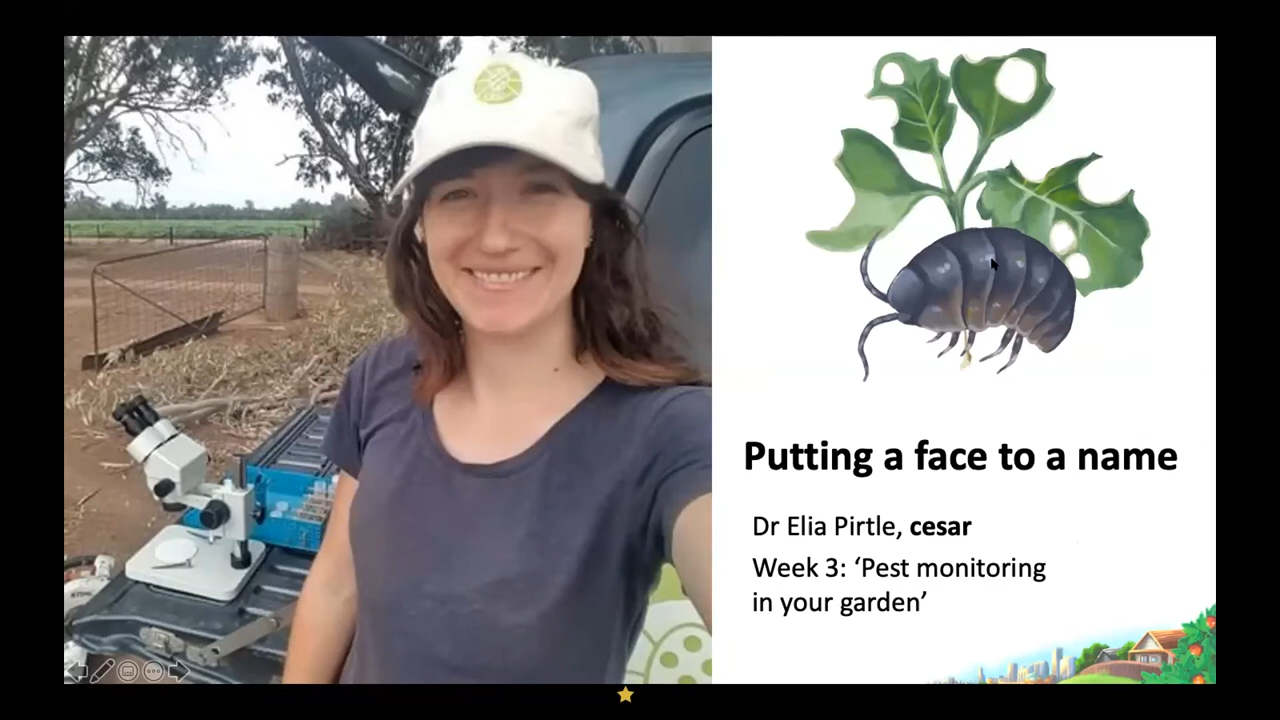 Putting a face to a name
Dr Elia Pirtle, cesar
Week 3: ‘Pest monitoring
in your garden’